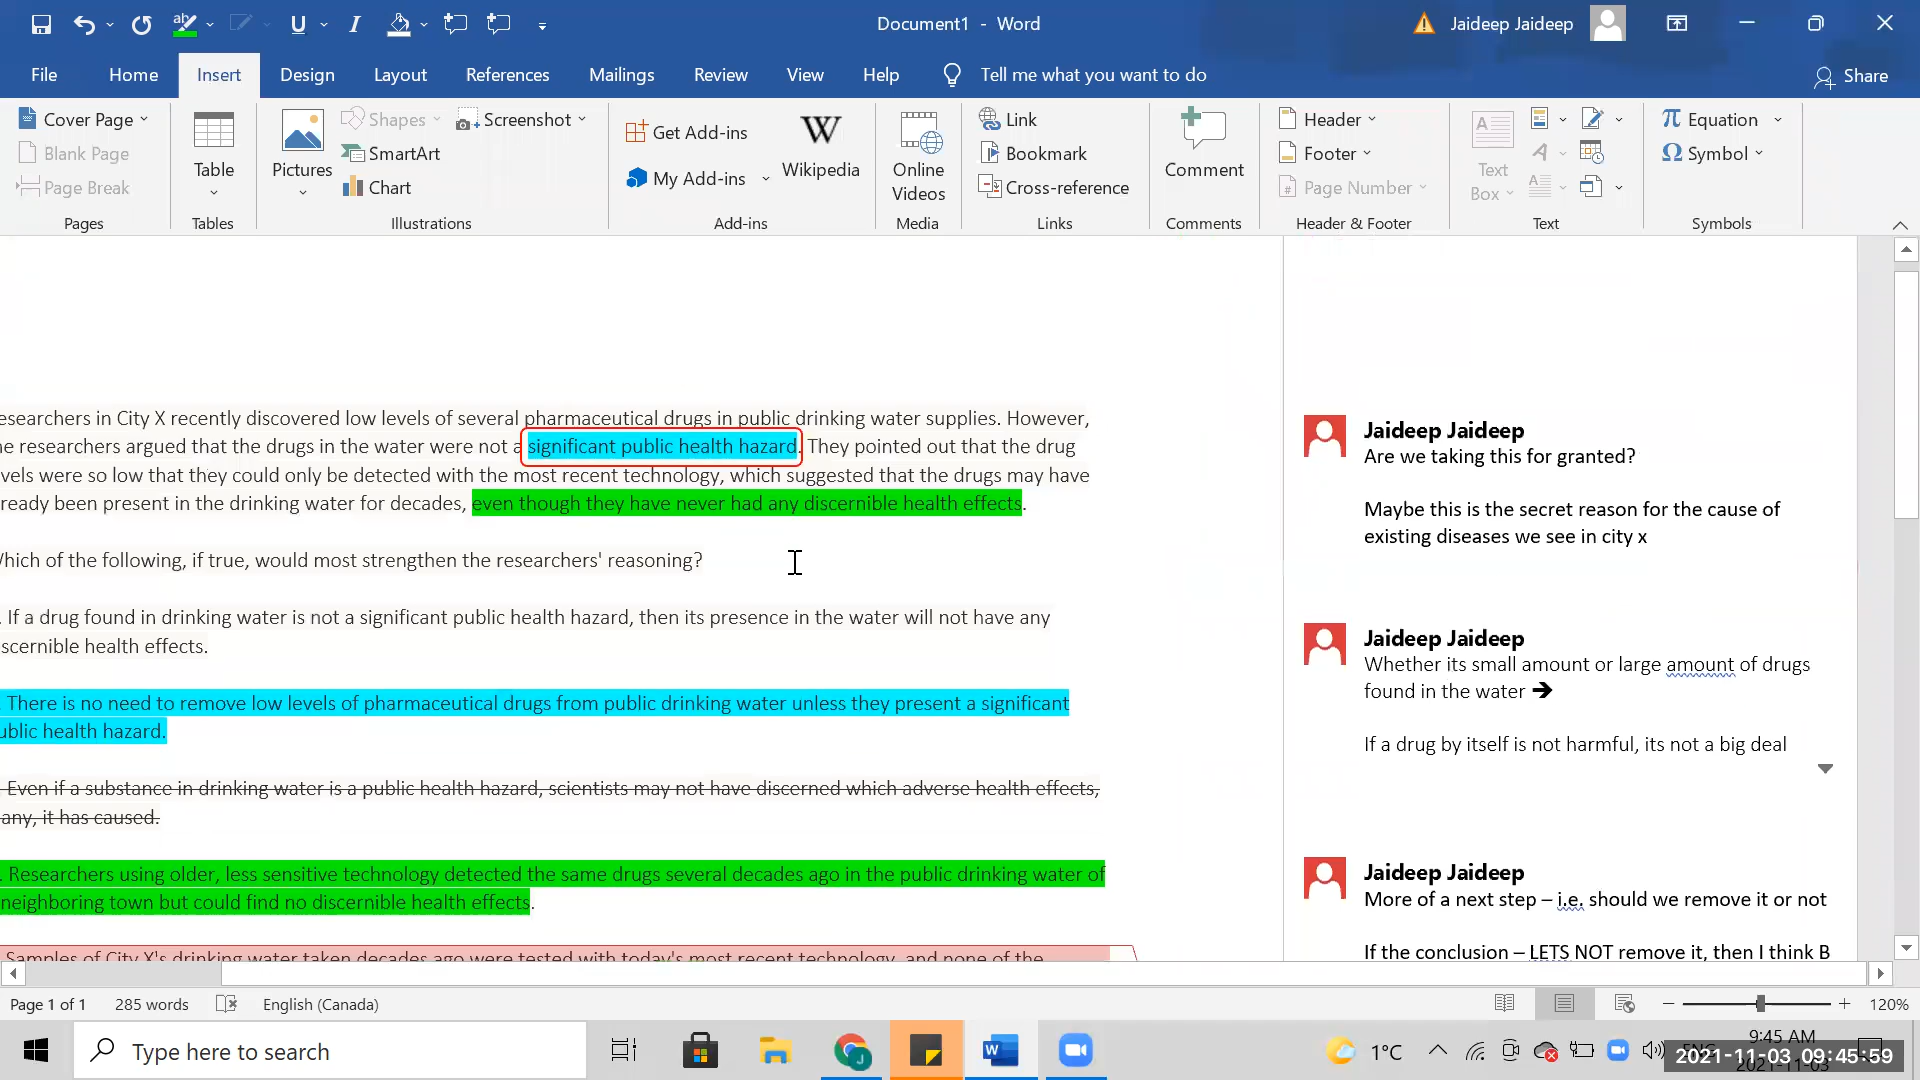 Document1 - Word
Jaideep Jaideep
File Home Insert Design Layout References Mailings Review View Help Tell me what you want to do Share
Cover Page
Blank Page
Page Break
Pages
Table
Tables
Pictures
Shapes
SmartArt
Chart
Screenshot
Illustrations
Get Add-ins
My Add-ins
Wikipedia
Add-ins
Online
Videos
Media
Link
Bookmark
Cross-reference
Links
Comment
Comments
Header
Footer
Page Number
Header & Footer
Text
Box
Text
Equation
Symbol
Symbols
esearchers in City X recently discovered low levels of several pharmaceutical drugs in public drinking water supplies. However,
he researchers argued that the drugs in the water were not a significant public health hazard. They pointed out that the drug
vels were so low that they could only be detected with the most recent technology, which suggested that the drugs may have
ready been present in the drinking water for decades, even though they have never had any discernible health effects.
hich of the following, if true, would most strengthen the researchers' reasoning?
. If a drug found in drinking water is not a significant public health hazard, then its presence in the water will not have any
scernible health effects.
. There is no need to remove low levels of pharmaceutical drugs from public drinking water unless they present a significant
ublic health hazard.
. Even if a substance in drinking water is a public health hazard, scientists may not have discerned which adverse health effects,
any, it has caused.
. Researchers using older, less sensitive technology detected the same drugs several decades ago in the public drinking water of
neighboring town but could find no discernible health effects.
. Samples of City X's drinking water taken decades ago were tested with today's most recent technology, and none of the
Jaideep Jaideep
Are we taking this for granted?
Maybe this is the secret reason for the cause of
existing diseases we see in city x
Jaideep Jaideep
Whether its small amount or large amount of drugs
found in the water ➔
If a drug by itself is not harmful, its not a big deal
Jaideep Jaideep
More of a next step – i.e. should we remove it or not
If the conclusion – LETS NOT remove it, then I think B
Page 1 of 1 285 words English (Canada) 120%
Type here to search
1°C
9:45 AM
2021-11-03 09:45:59